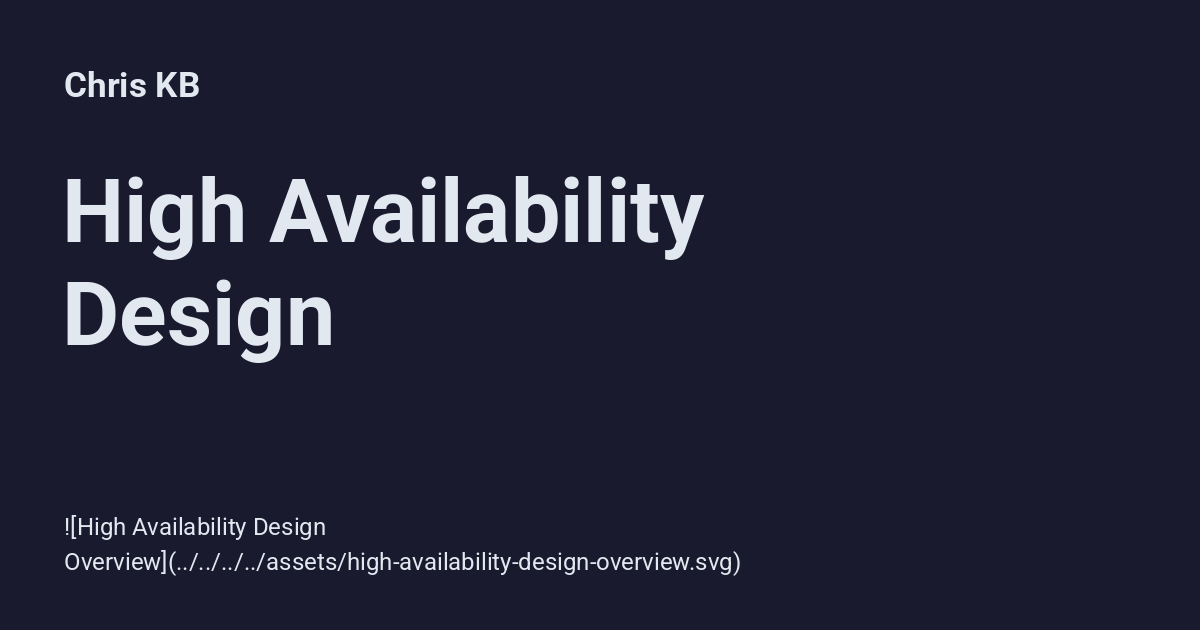 Chris KB
High Availability
Design
![High Availability Design
Overview](../../../../assets/high-availability-design-overview.svg)